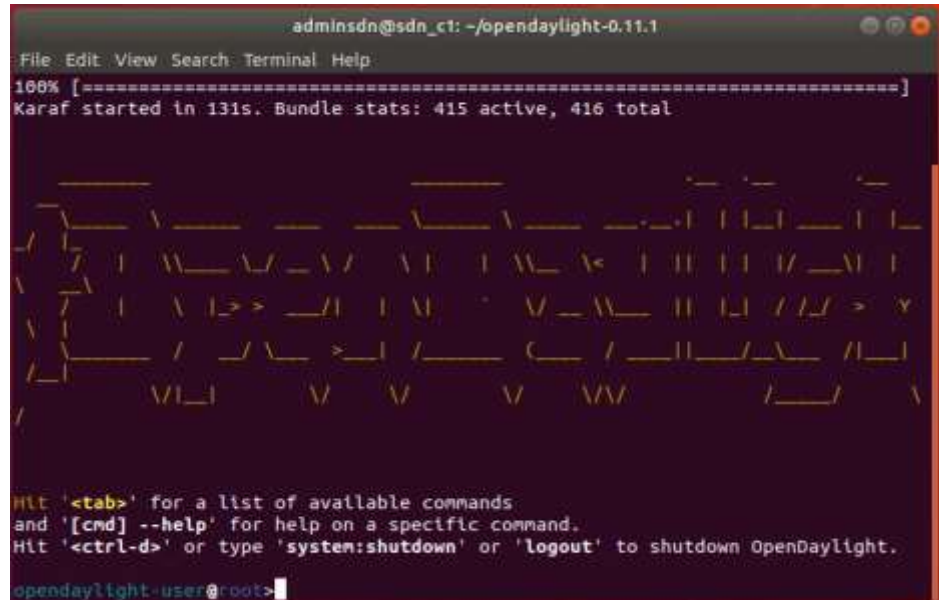 adminsdn@sdn_c1: ~/opendaylight-0.11.1
File Edit View Search Terminal Help
100% [========================================================================]
Karaf started in 131s. Bundle stats: 415 active, 416 total
Hit '<tab>' for a list of available commands
and '[cmd] --help' for help on a specific command.
Hit '<ctrl-d>' or type 'system:shutdown' or 'logout' to shutdown OpenDaylight.
opendaylight-user@root>